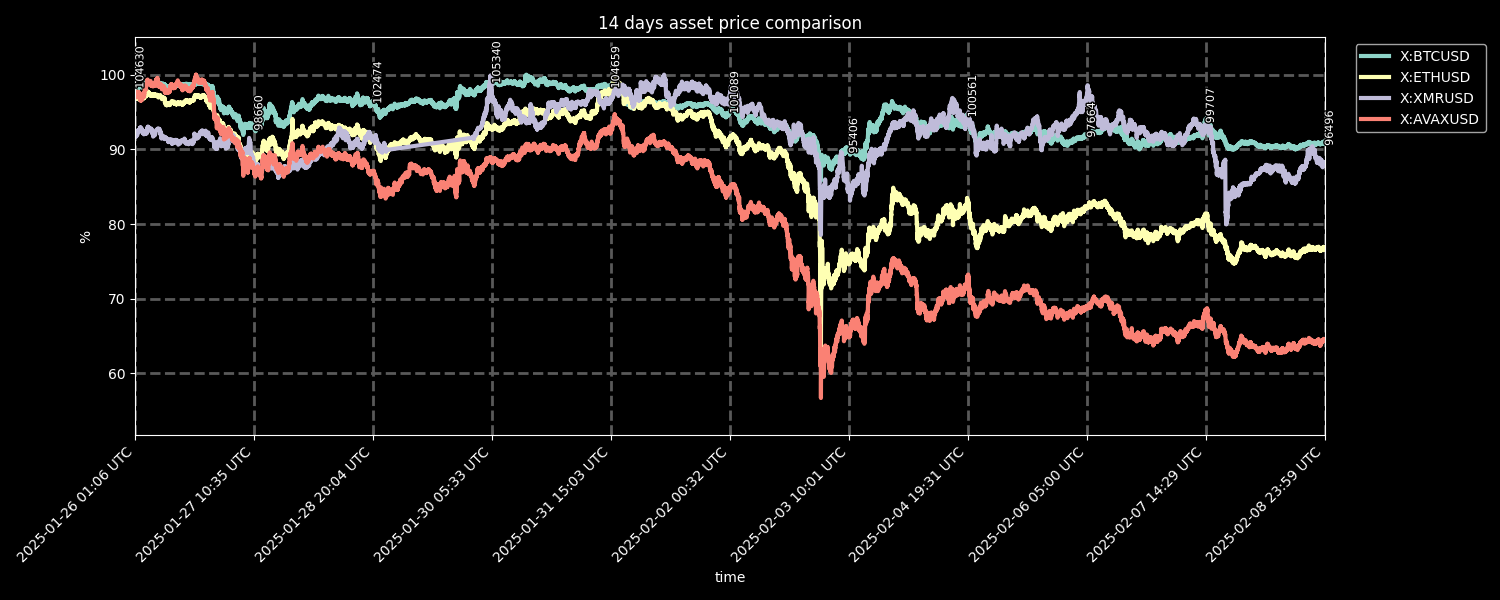 14 days asset price comparison
X:BTCUSD
X:ETHUSD
X:XMRUSD
X:AVAXUSD
100
90
80
70
60
%
104630
98660
102474
105340
104659
101089
95406
100561
97664
99707
96496
2025-01-26 01:06 UTC
2025-01-27 10:35 UTC
2025-01-28 20:04 UTC
2025-01-30 05:33 UTC
2025-01-31 15:03 UTC
2025-02-02 00:32 UTC
2025-02-03 10:01 UTC
2025-02-04 19:31 UTC
2025-02-06 05:00 UTC
2025-02-07 14:29 UTC
2025-02-08 23:59 UTC
time